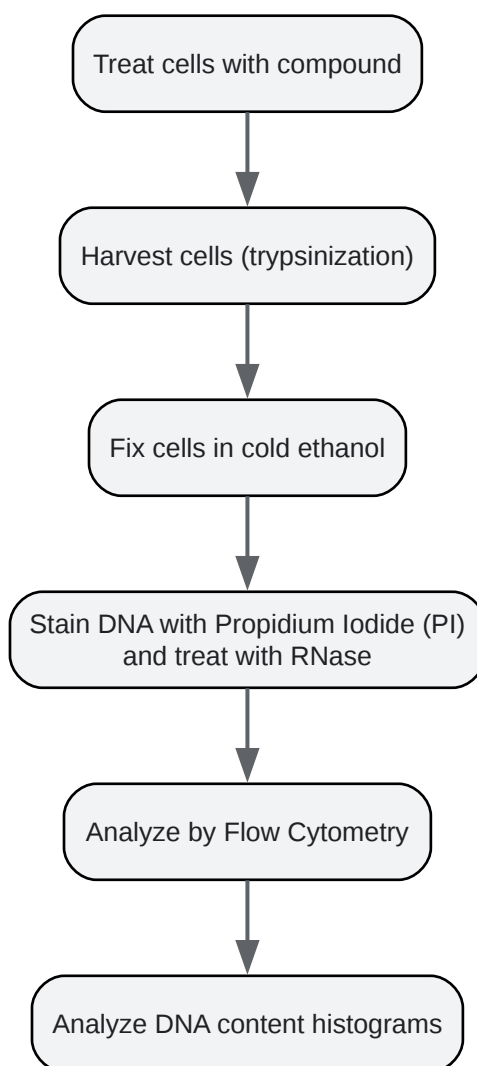 Treat cells with compound
Harvest cells (trypsinization)
Fix cells in cold ethanol
Stain DNA with Propidium Iodide (PI)
and treat with RNase
Analyze by Flow Cytometry
Analyze DNA content histograms